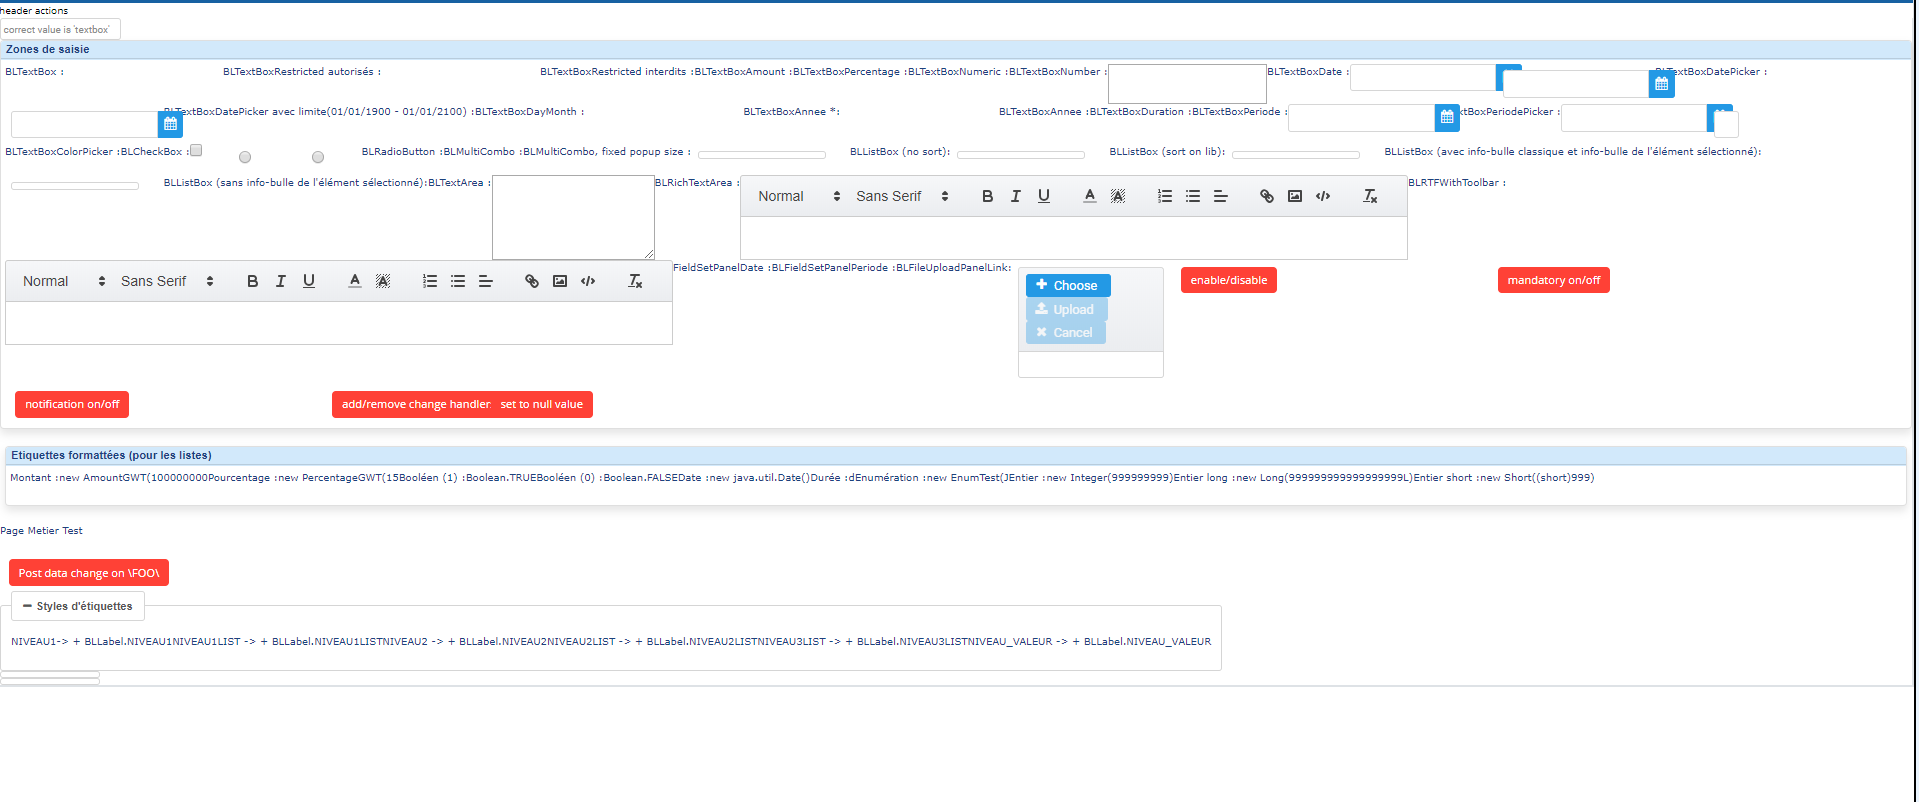 header actions
correct value is 'textbox'
Zones de saisie
BLTextBox : BLTextBoxRestricted autorisés : BLTextBoxRestricted interdits :BLTextBoxAmount :BLTextBoxPercentage :BLTextBoxNumeric :BLTextBoxNumber : BLTextBoxDate : BLTextBoxDatePicker :
BLTextBoxDatePicker avec limite(01/01/1900 - 01/01/2100) :BLTextBoxDayMonth : BLTextBoxAnnee *: BLTextBoxAnnee :BLTextBoxDuration :BLTextBoxPeriode : xtBoxPeriodePicker :
BLTextBoxColorPicker :BLCheckBox : BLRadioButton :BLMultiCombo :BLMultiCombo, fixed popup size : BLListBox (no sort): BLListBox (sort on lib): BLListBox (avec info-bulle classique et info-bulle de l'élément sélectionné):
BLListBox (sans info-bulle de l'élément sélectionné):BLTextArea : BLRichTextArea : BLRTFWithToolbar :
Normal Sans Serif B I U A A
FieldSetPanelDate :BLFieldSetPanelPeriode :BLFileUploadPanelLink:
Normal Sans Serif B I U A A
Choose enable/disable mandatory on/off
Upload
Cancel
notification on/off add/remove change handler set to null value
Etiquettes formattées (pour les listes)
Montant :new AmountGWT(100000000Pourcentage :new PercentageGWT(15Booléen (1) :Boolean.TRUEBooléen (0) :Boolean.FALSEDate :new java.util.Date()Durée :dEnumération :new EnumTest(JEntier :new Integer(999999999)Entier long :new Long(999999999999999999L)Entier short :new Short((short)999)
Page Metier Test
Post data change on \FOO\
Styles d'étiquettes
NIVEAU1-> + BLLabel.NIVEAU1NIVEAU1LIST -> + BLLabel.NIVEAU1LISTNIVEAU2 -> + BLLabel.NIVEAU2NIVEAU2LIST -> + BLLabel.NIVEAU2LISTNIVEAU3LIST -> + BLLabel.NIVEAU3LISTNIVEAU_VALEUR -> + BLLabel.NIVEAU_VALEUR